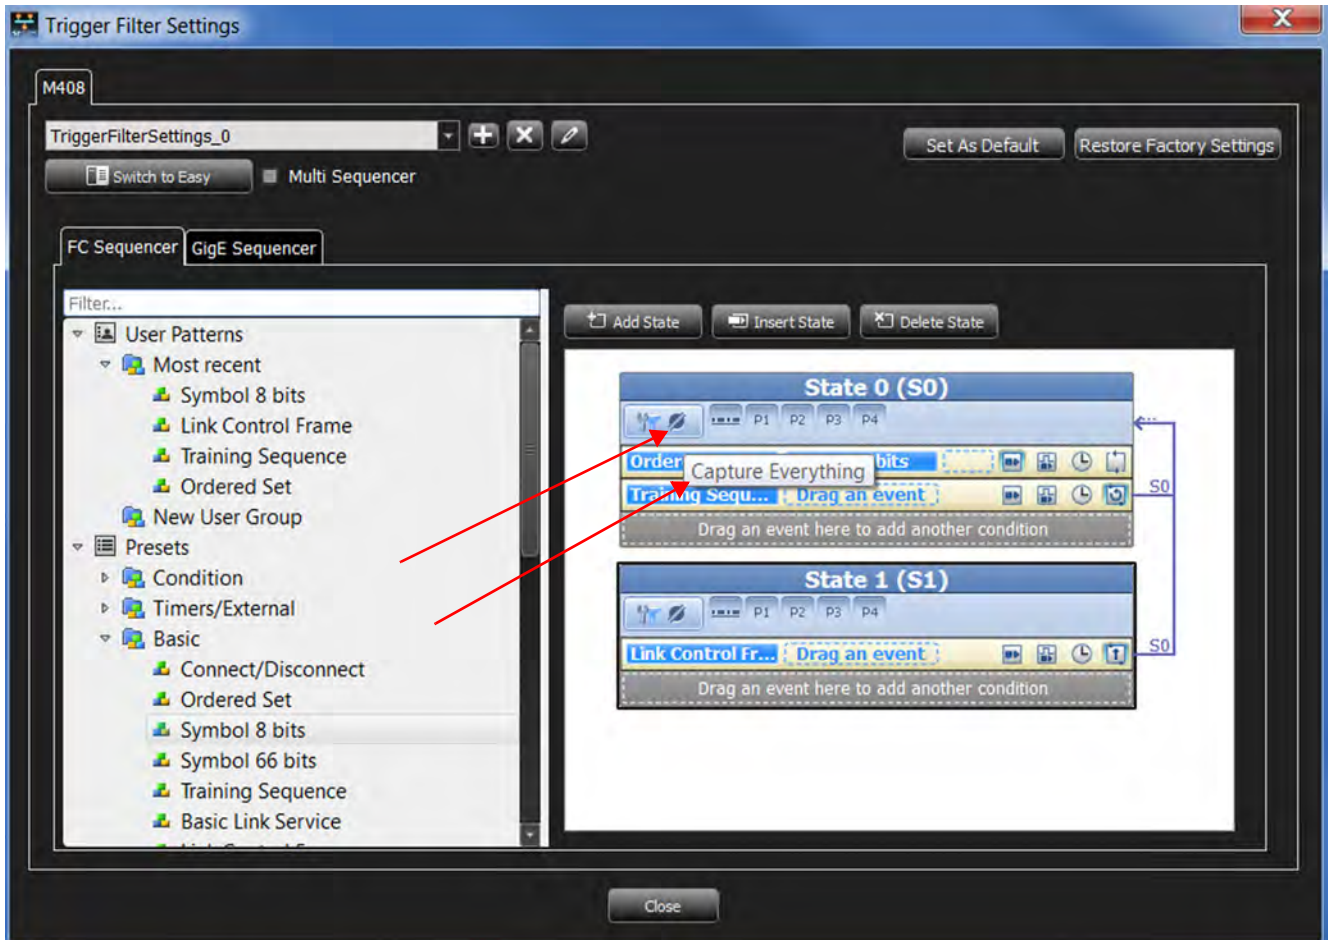 Trigger Filter Settings
X
M408
TriggerFilterSettings_0
Set As Default
Restore Factory Settings
Switch to Easy
Multi Sequencer
FC Sequencer
GigE Sequencer
Filter...
User Patterns
Most recent
Symbol 8 bits
Link Control Frame
Training Sequence
Ordered Set
New User Group
Presets
Condition
Timers/External
Basic
Connect/Disconnect
Ordered Set
Symbol 8 bits
Symbol 66 bits
Training Sequence
Basic Link Service
Add State
Insert State
Delete State
State 0 (S0)
P1 P2 P3 P4
Order bits
Capture Everything
Training Sequ... Drag an event
S0
Drag an event here to add another condition
State 1 (S1)
P1 P2 P3 P4
Link Control Fr... Drag an event
S0
Drag an event here to add another condition
Close